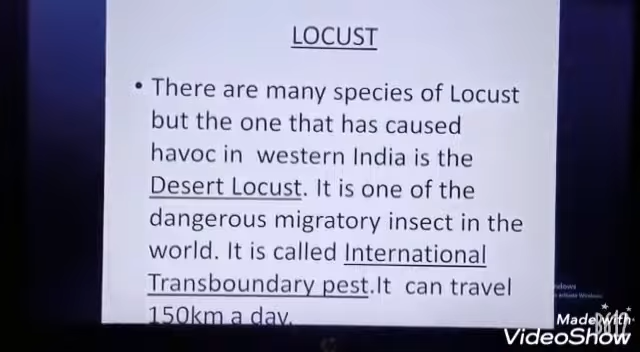 LOCUST
• There are many species of Locust
but the one that has caused
havoc in western India is the
Desert Locust. It is one of the
dangerous migratory insect in the
world. It is called International
Transboundary pest.It can travel
150km a day.
Made with
VideoShow